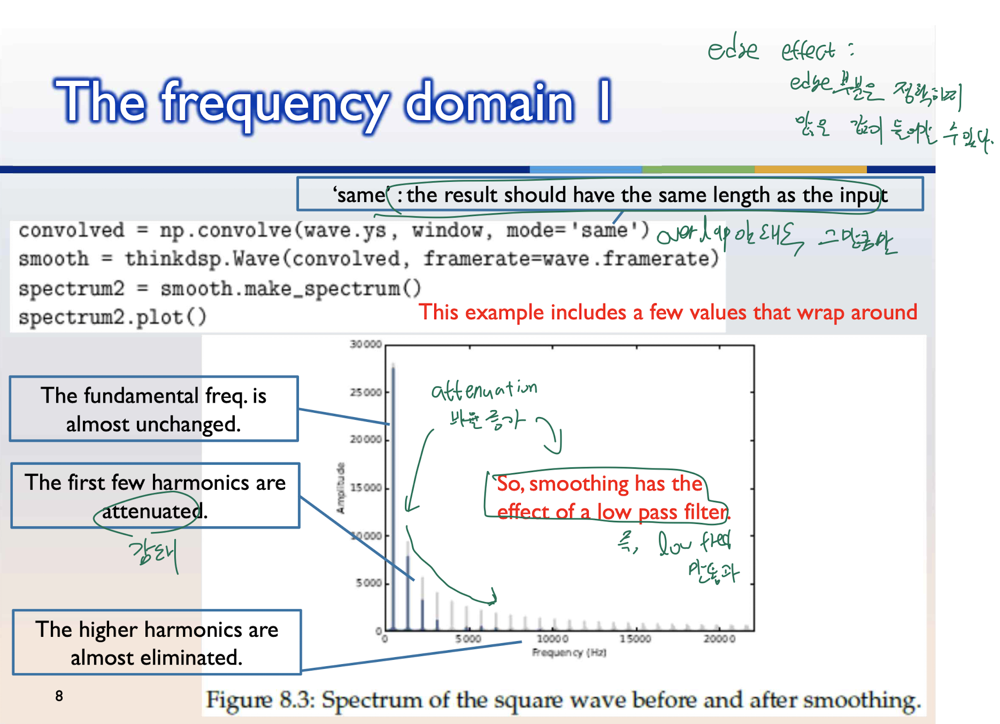 edge effect :
edge 부분은 정확하지
않은 값이 들어갈 수 있다.
The frequency domain 1
‘same’ : the result should have the same length as the input
convolved = np.convolve(wave.ys, window, mode='same')
overlap 안돼도 그만큼만
smooth = thinkdsp.Wave(convolved, framerate=wave.framerate)
spectrum2 = smooth.make_spectrum()
spectrum2.plot()
This example includes a few values that wrap around
The fundamental freq. is
almost unchanged.
The first few harmonics are
attenuated.
감쇄
The higher harmonics are
almost eliminated.
30000
25000
20000
15000
10000
5000
0
Amplitude
attenuation
비율 증가
So, smoothing has the
effect of a low pass filter.
즉, low freq
만 통과
0 5000 10000 15000 20000
Frequency (Hz)
8
Figure 8.3: Spectrum of the square wave before and after smoothing.